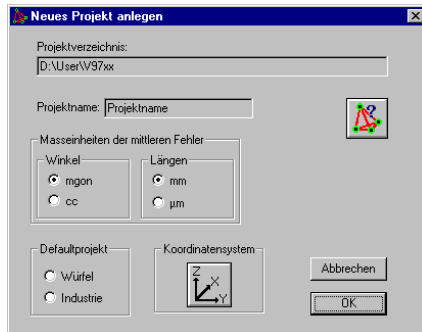 Neues Projekt anlegen
Projektverzeichnis:
D:\User\V97xx
Projektname: Projektname
?
Masseinheiten der mittleren Fehler
Winkel
mgon
cc
Längen
mm
µm
Defaultprojekt
Würfel
Industrie
Koordinatensystem
Z
X
Y
Abbrechen
OK